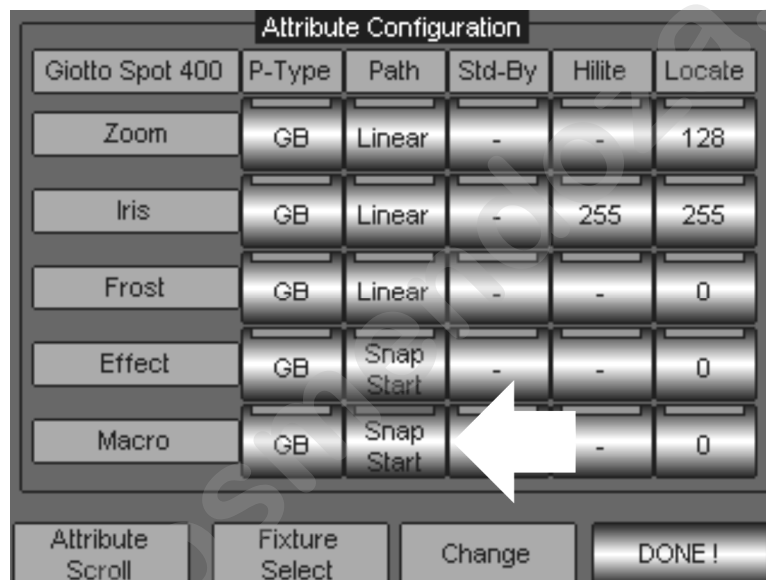 Attribute Configuration
Giotto Spot 400 P-Type Path Std-By Hilite Locate
Zoom GB Linear - - 128
Iris GB Linear - 255 255
Frost GB Linear - - 0
Effect GB Snap Start - - 0
Macro GB Snap Start - 0
Attribute Scroll
Fixture Select
Change
DONE!